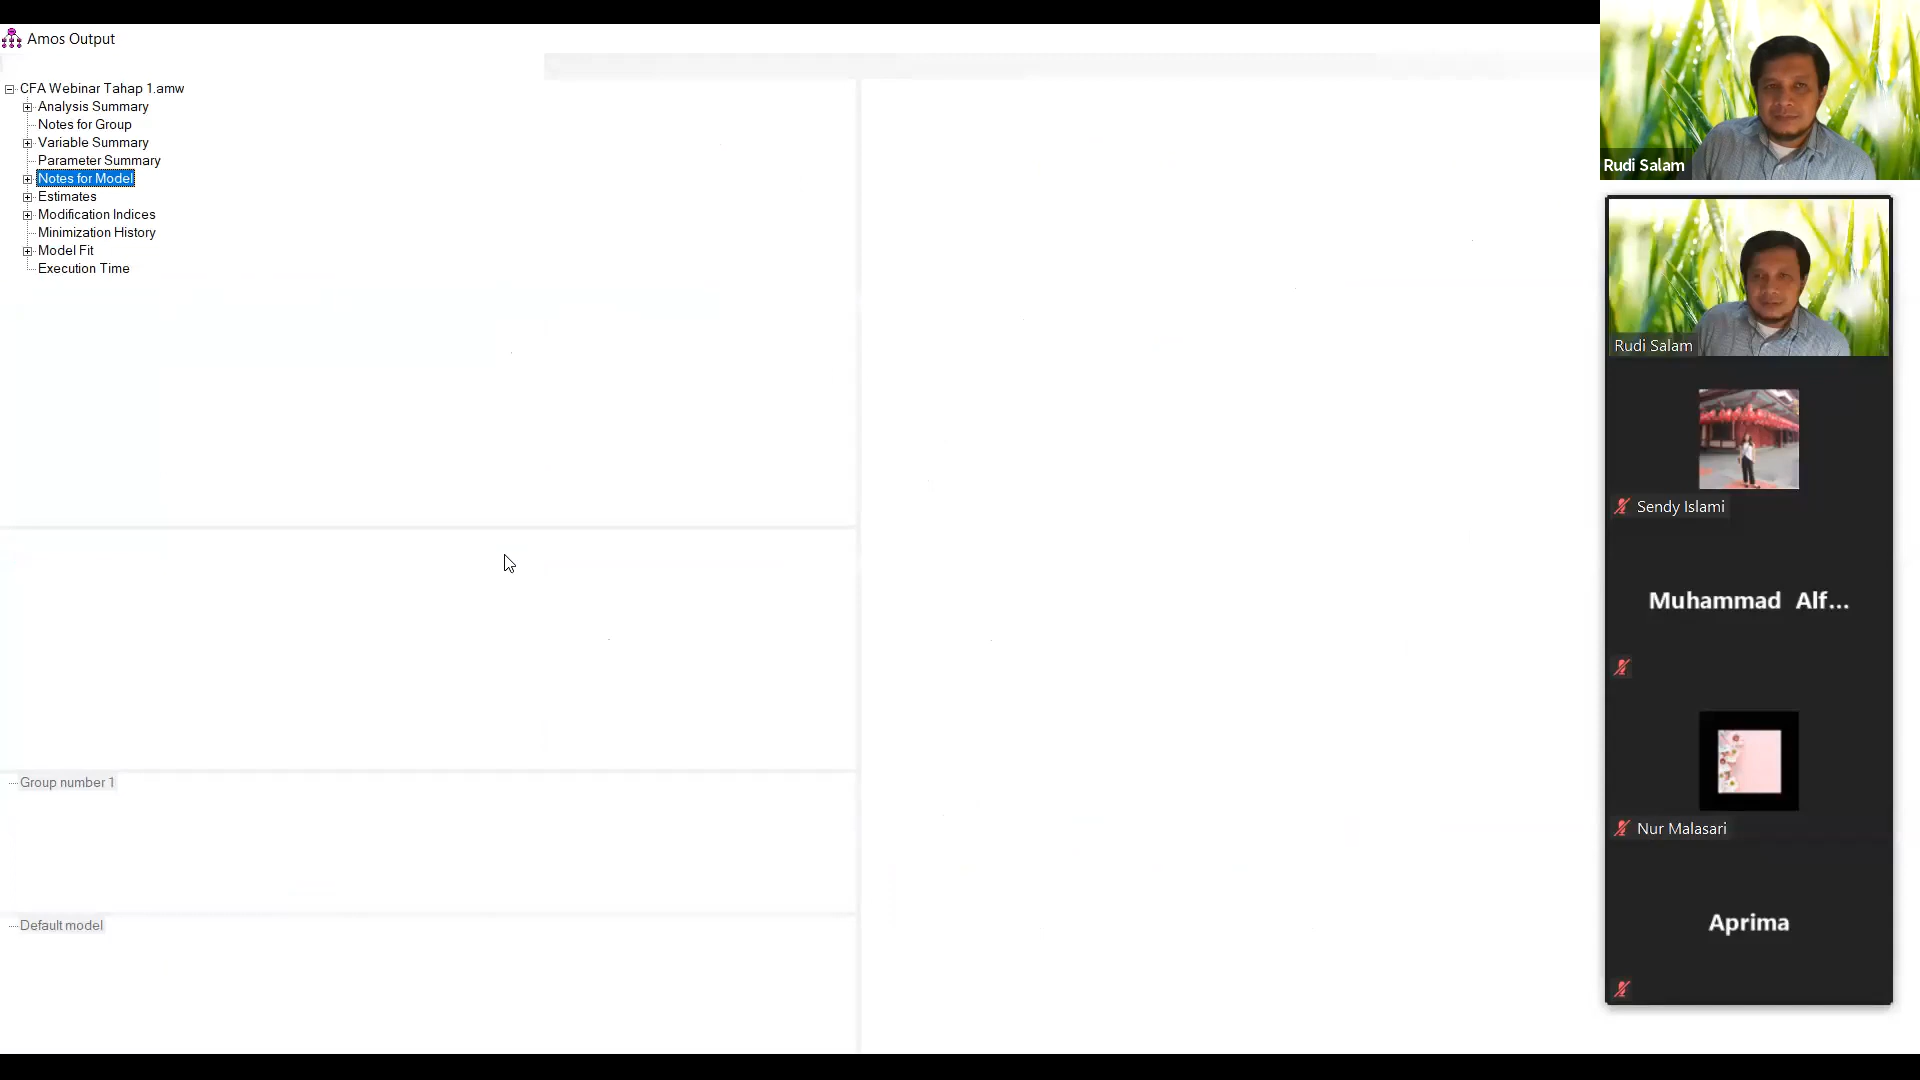 Amos Output
CFA Webinar Tahap 1.amw
Analysis Summary
Notes for Group
Variable Summary
Parameter Summary
Notes for Model
Estimates
Modification Indices
Minimization History
Model Fit
Execution Time
Group number 1
Default model
Rudi Salam
Rudi Salam
Sendy Islami
Muhammad Alf...
Nur Malasari
Aprima